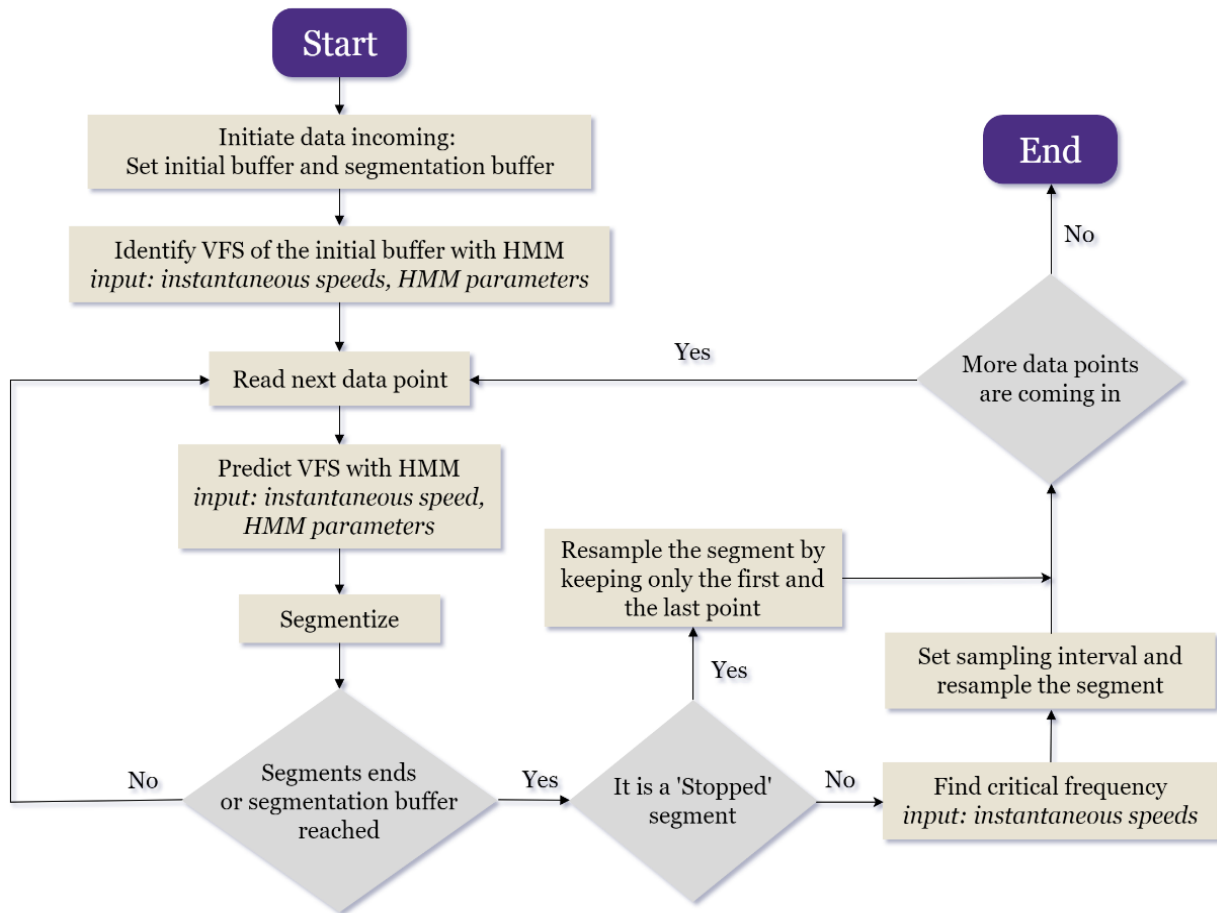 Start
Initiate data incoming:
Set initial buffer and segmentation buffer
Identify VFS of the initial buffer with HMM
input: instantaneous speeds, HMM parameters
Read next data point
Predict VFS with HMM
input: instantaneous speed,
HMM parameters
Segmentize
Segments ends
or segmentation buffer
reached
No
Yes
It is a 'Stopped'
segment
Yes
Resample the segment by
keeping only the first and
the last point
No
Find critical frequency
input: instantaneous speeds
Set sampling interval and
resample the segment
More data points
are coming in
Yes
No
End